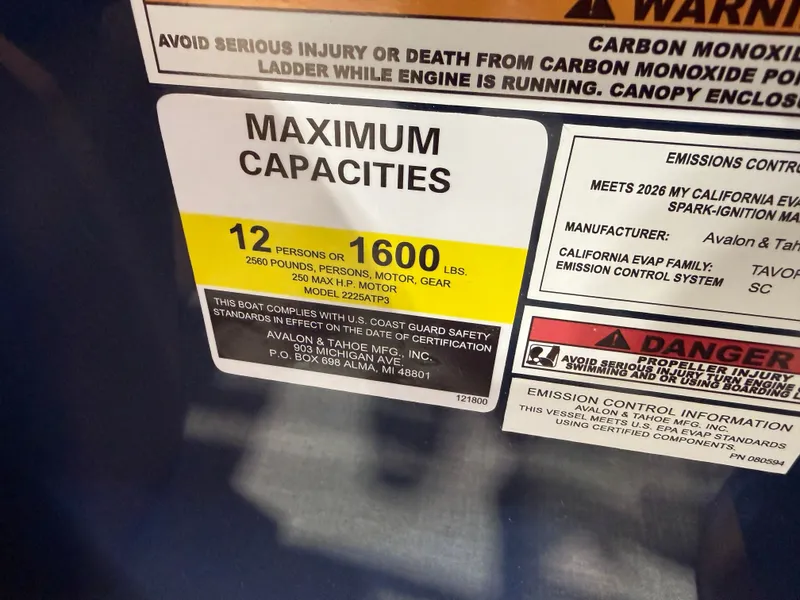 WARNI
CARBON MONOXI
AVOID SERIOUS INJURY OR DEATH FROM CARBON MONOXIDE POI
LADDER WHILE ENGINE IS RUNNING. CANOPY ENCLOS
MAXIMUM
CAPACITIES
12 PERSONS OR 1600 LBS.
2560 POUNDS, PERSONS, MOTOR, GEAR
250 MAX H.P. MOTOR
MODEL 2225ATP3
THIS BOAT COMPLIES WITH U.S. COAST GUARD SAFETY
STANDARDS IN EFFECT ON THE DATE OF CERTIFICATION
AVALON & TAHOE MFG., INC.
903 MICHIGAN AVE.
P.O. BOX 698 ALMA, MI 48801
121800
EMISSIONS CONTR
MEETS 2026 MY CALIFORNIA EVA
SPARK-IGNITION MA
MANUFACTURER: Avalon & Tah
CALIFORNIA EVAP FAMILY: TAVO
EMISSION CONTROL SYSTEM SC
DANGER
PROPELLER INJURY
AVOID SERIOUS INJURY TURN ENGINE
SWIMMING AND OR USING BOARDING L
EMISSION CONTROL INFORMATION
AVALON & TAHOE MFG. INC.
THIS VESSEL MEETS U.S. EPA EVAP STANDARDS
USING CERTIFIED COMPONENTS.
PN 080594